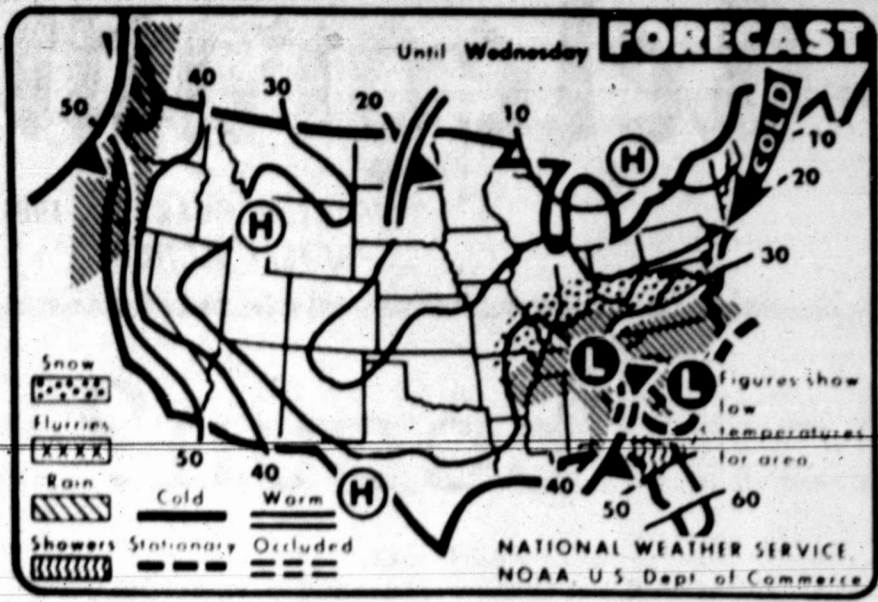 FORECAST
Until Wednesday
COLD
50
40
30
20
10
10
20
30
H
H
H
L
L
50
40
40
50
60
Figures show
low
temperatures
for area
Snow
Flurries
Rain
Showers
Cold
Warm
Stationary
Occluded
NATIONAL WEATHER SERVICE,
NOAA, U.S. Dept of Commerce